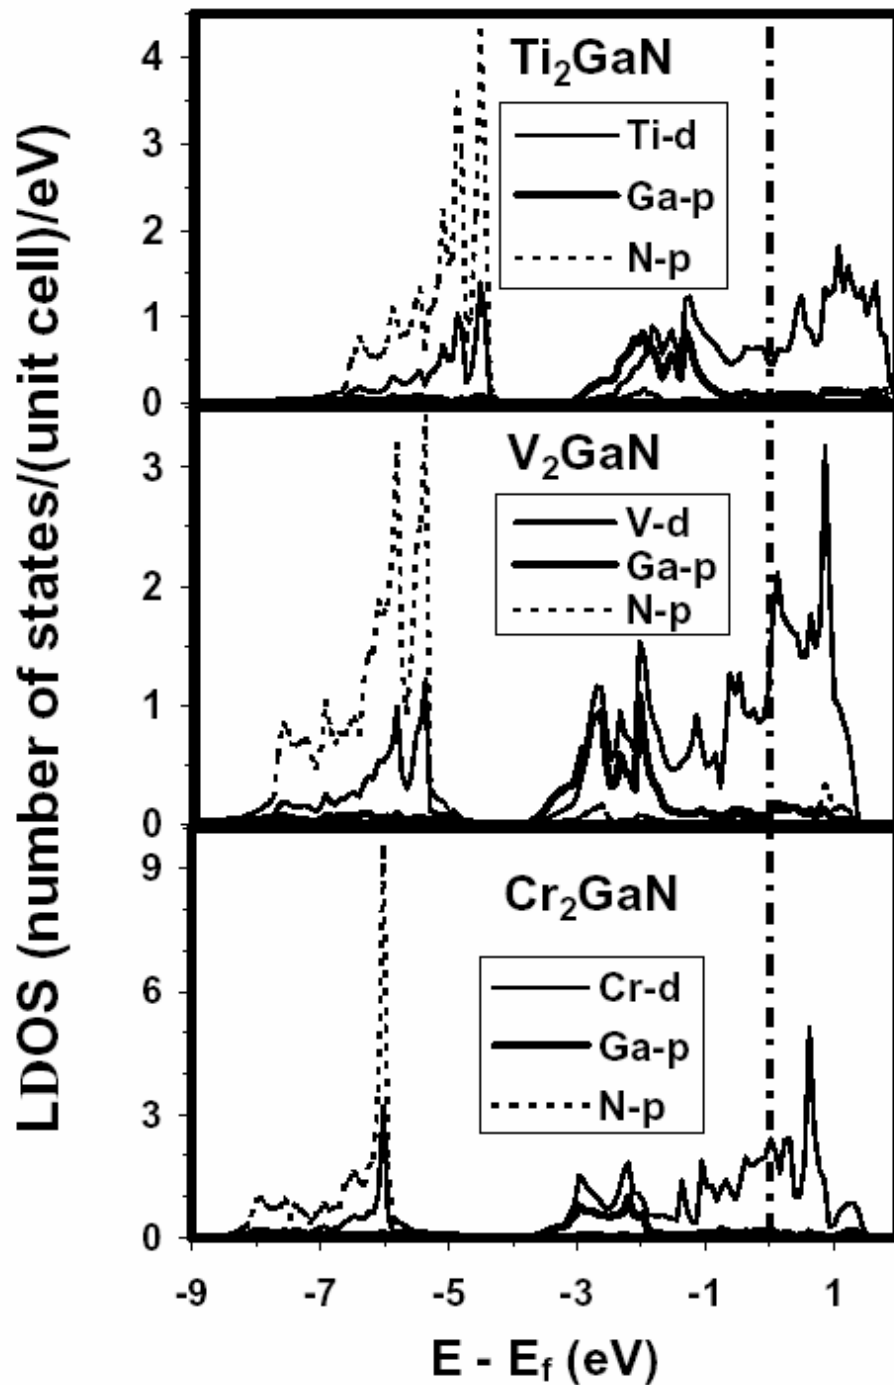 LDOS (number of states/(unit cell)/eV)
Ti₂GaN
Ti-d
Ga-p
N-p
4
3
2
1
0
V₂GaN
V-d
Ga-p
N-p
3
2
1
0
Cr₂GaN
Cr-d
Ga-p
N-p
9
6
3
0
-9 -7 -5 -3 -1 1
E - E_f (eV)